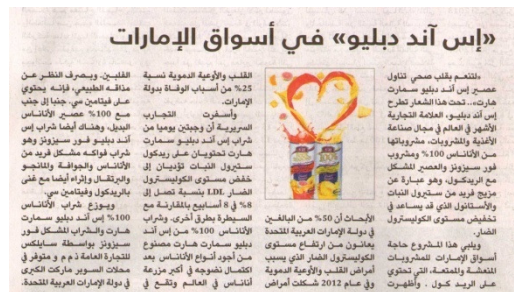 «إس آند دبليو» في أسواق الإمارات
«لتنعم بقلب صحي تناول
عصير إس آند دبليو سمارت
هارت».. تحت هذا الشعار تطرح
إس آند دبليو، العلامة التجارية
الأشهر في العالم في مجال صناعة
الأغذية والمشروبات، مشروباتها
من الأناناس 100% ومشروب
فور سيزونز والعصير المشكل
مع الريدكول، وهو عبارة عن
مزيج فريد من ستيرول النبات
والأستانول الذي قد يساعد في
تخفيض مستوى الكوليسترول
الضار.
ويلبي هذا المشروع حاجة
أسواق الإمارات للمشروبات
المنعشة والممتعة، التي تحتوي
على الريد كول . وأظهرت
الأبحاث أن 50% من البالغين
في دولة الإمارات العربية المتحدة
يعانون من ارتفاع مستوى
الكوليسترول الضار الذي يسبب
أمراض القلب والأوعية الدموية
وفي عام 2012 شكلت أمراض
القلب والأوعية الدموية نسبة
25% من أسباب الوفاة بدولة
الإمارات.
وأسفرت التجارب
السريرية أن وجبتين يوميا من
شراب إس آند دبليو سمارت
هارت تحتويان على ريدكول
ستيرول النبات تؤديان إلى
خفض مستوى الكوليسترول
الضار LDL بنسبة تصل إلى
8% في 8 أسابيع بالمقارنة مع
السيطرة بطرق أخرى. وشراب
الأناناس 100% من إس آند
دبليو سمارت هارت مصنوع
من أجود أنواع الأناناس بعد
اكتمال نضوجه في أكبر مزرعة
أناناس في العالم وتقع في
الفلبين. وبصرف النظر عن
مذاقه الطبيعي، فإنه يحتوي
على فيتامين سي. جنبا إلى جنب
مع 100% عصير الأناناس
البديل، وهناك أيضا شراب إس
آند دبليو فور سيزونز وهو
شراب فواكه مشكل فريد من
الأناناس والجوافة والمانجو
والبرتقال وإثراء أيضا مع غنى
بالريدكول وفيتامين سي.
ويوزع شراب الأناناس
100% إس آند دبليو سمارت
هارت والشراب المشكل فور
سيزونز بواسطة سايلكس
للتجارة العامة ذ م م ومتوفر في
محلات السوبر ماركت الكبرى
في دولة الإمارات العربية المتحدة.